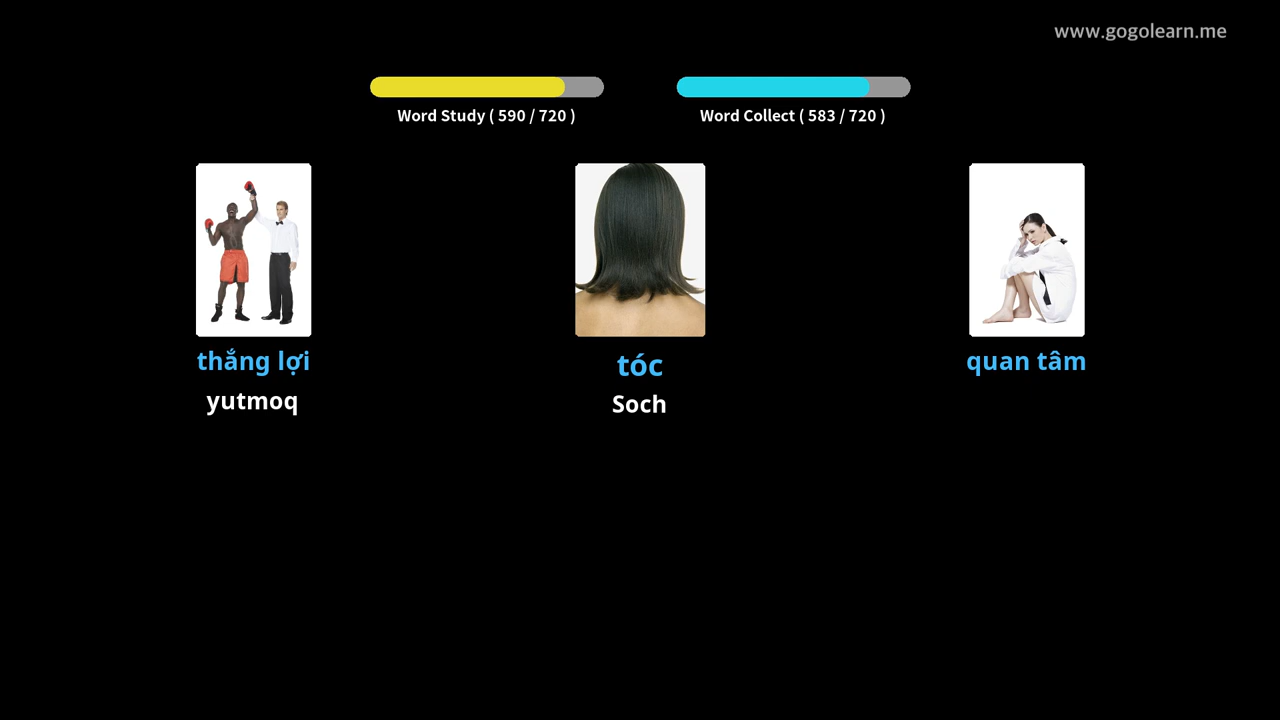 www.gogolearn.me
Word Study ( 590 / 720 )
Word Collect ( 583 / 720 )
thắng lợi
yutmoq
tóc
Soch
quan tâm